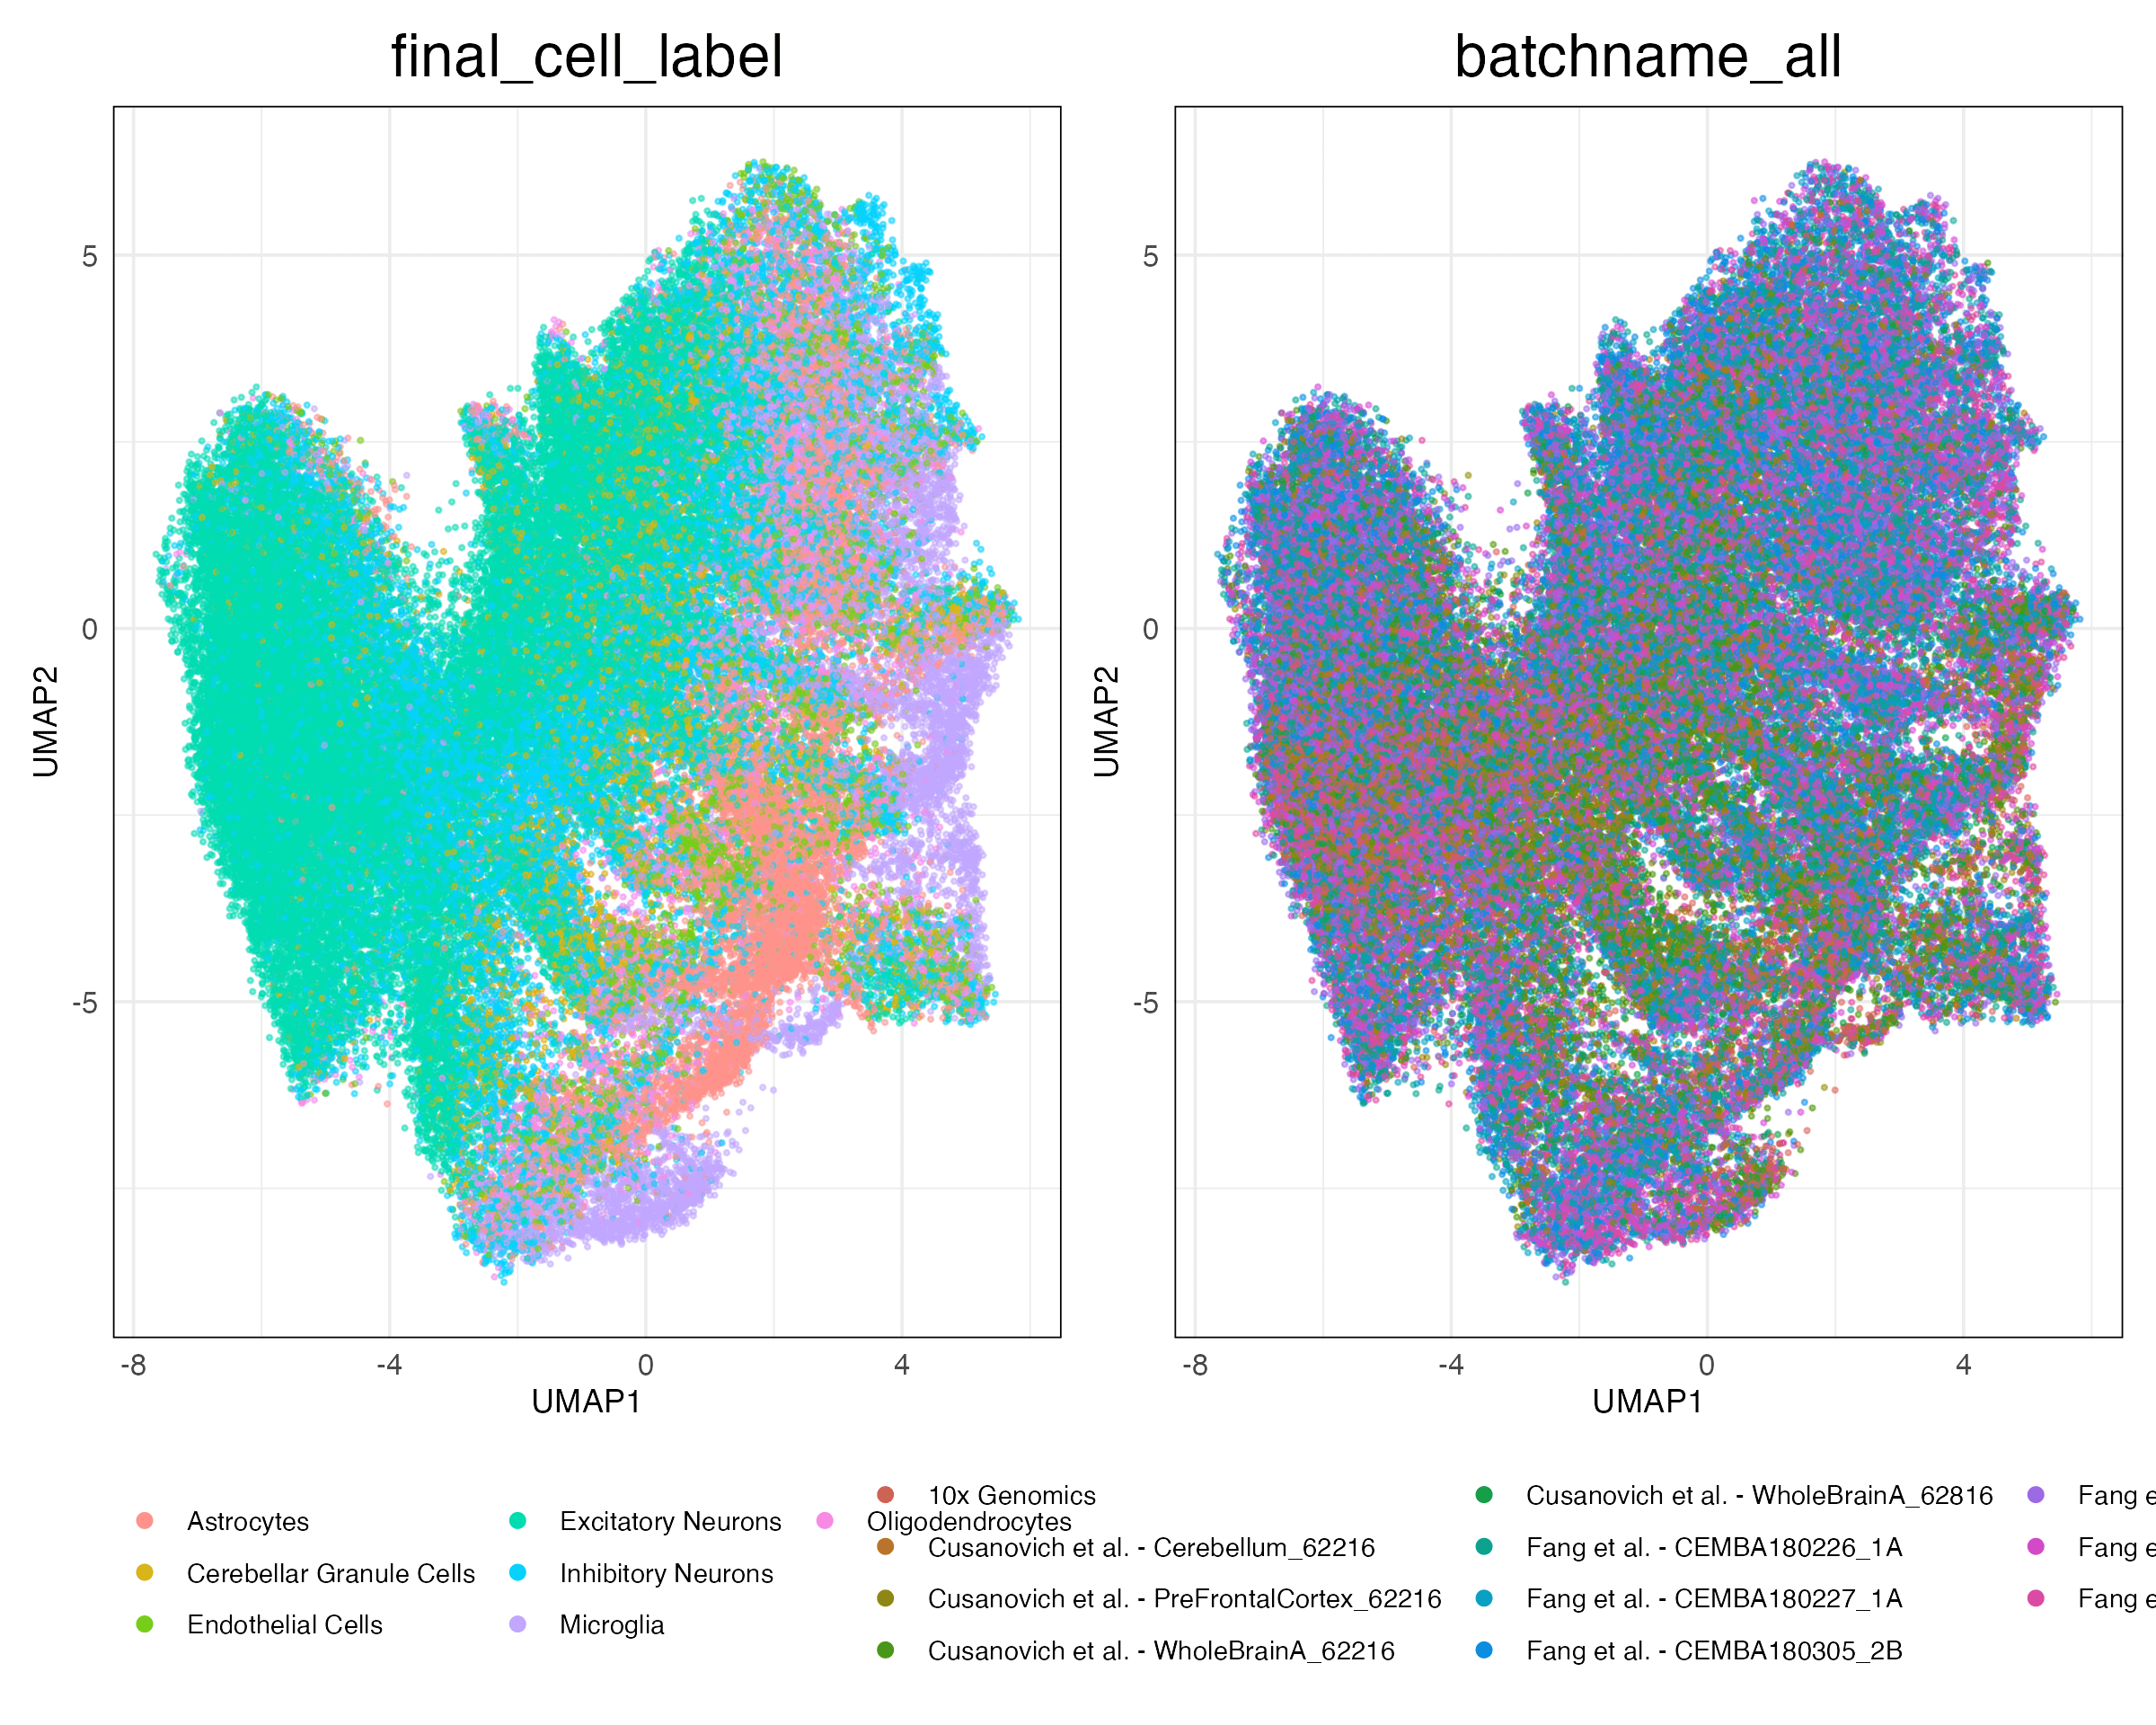 final_cell_label
batchname_all
5
0
-5
UMAP2
-8 -4 0 4
UMAP1
5
0
-5
UMAP2
-8 -4 0 4
UMAP1
Astrocytes
Cerebellar Granule Cells
Endothelial Cells
Excitatory Neurons
Inhibitory Neurons
Microglia
Oligodendrocytes
10x Genomics
Cusanovich et al. - Cerebellum_62216
Cusanovich et al. - PreFrontalCortex_62216
Cusanovich et al. - WholeBrainA_62216
Cusanovich et al. - WholeBrainA_62816
Fang et al. - CEMBA180226_1A
Fang et al. - CEMBA180227_1A
Fang et al. - CEMBA180305_2B
Fang e
Fang e
Fang e